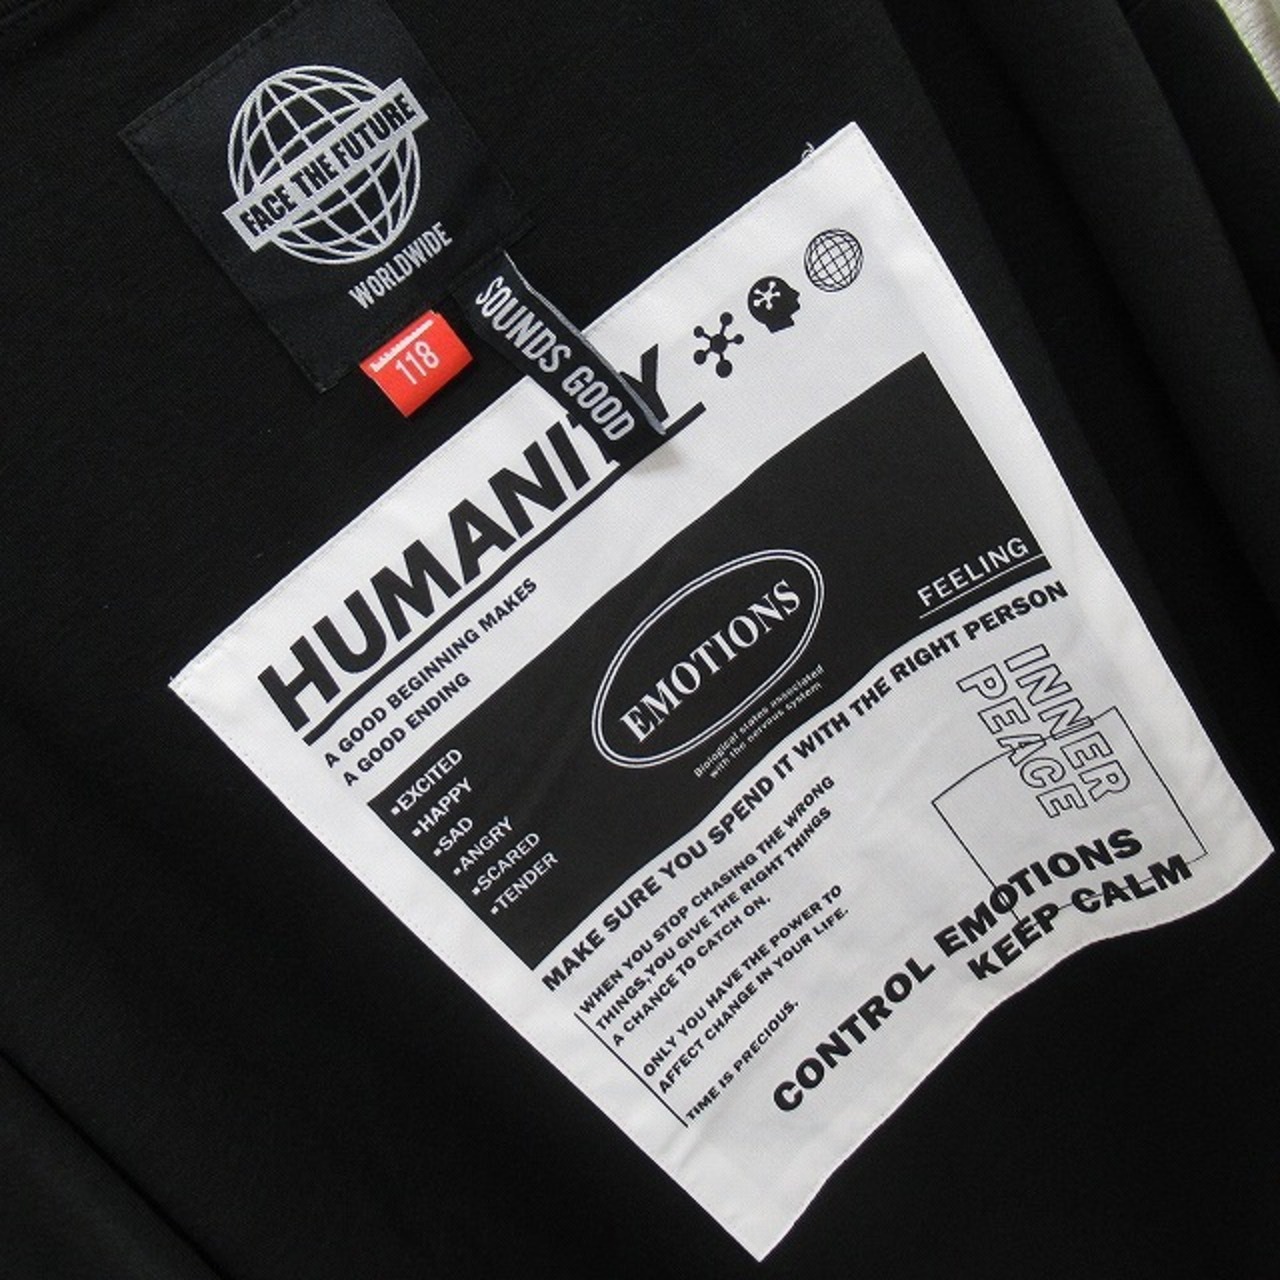 FACE THE FUTURE
WORLDWIDE
118
SOUNDS GOOD
HUMANITY
A GOOD BEGINNING MAKES
A GOOD ENDING
FEELING
EMOTIONS
Biological states associated
with the nervous system
▪EXCITED
▪HAPPY
▪SAD
▪ANGRY
▪SCARED
▪TENDER
MAKE SURE YOU SPEND IT WITH THE RIGHT PERSON
WHEN YOU STOP CHASING THE WRONG
THINGS,YOU GIVE THE RIGHT THINGS
A CHANCE TO CATCH ON.
ONLY YOU HAVE THE POWER TO
AFFECT CHANGE IN YOUR LIFE.
TIME IS PRECIOUS.
INNER
PEACE
CONTROL EMOTIONS
KEEP CALM